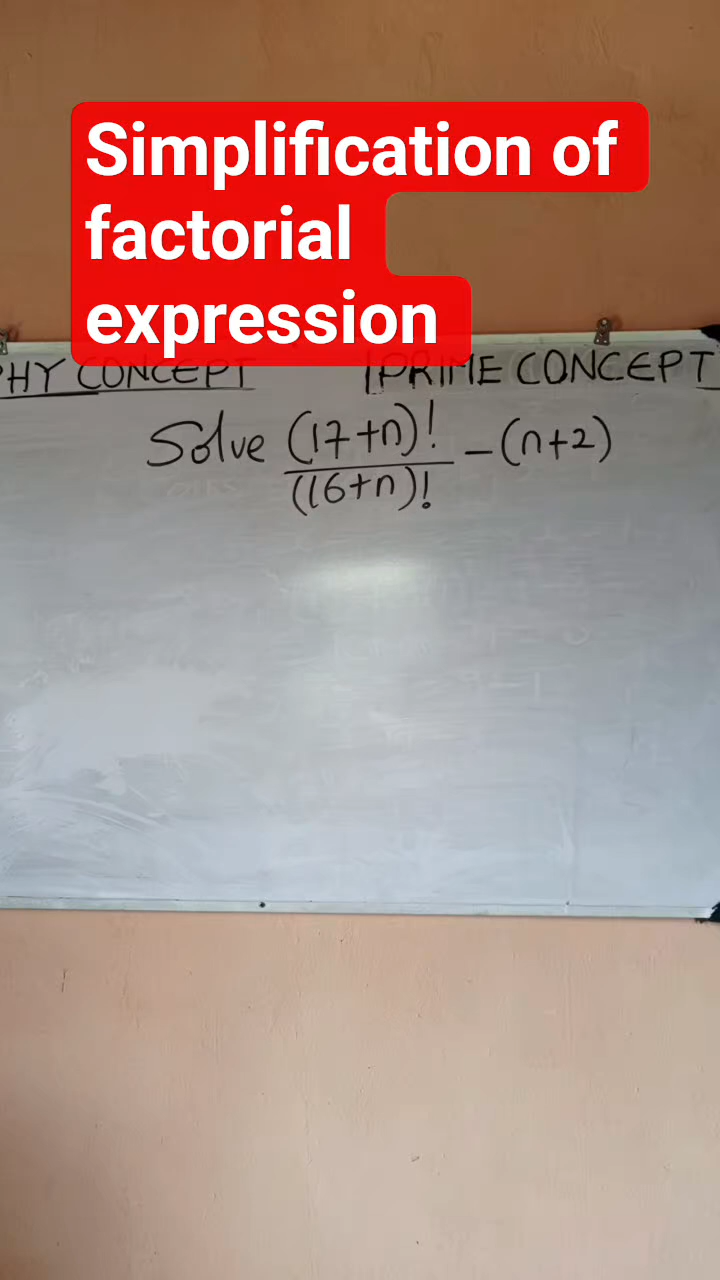 Simplification of
factorial
expression
PHY CONCEPT
PRIME CONCEPT
Solve (17+n)! - (n+2)
(16+n)!